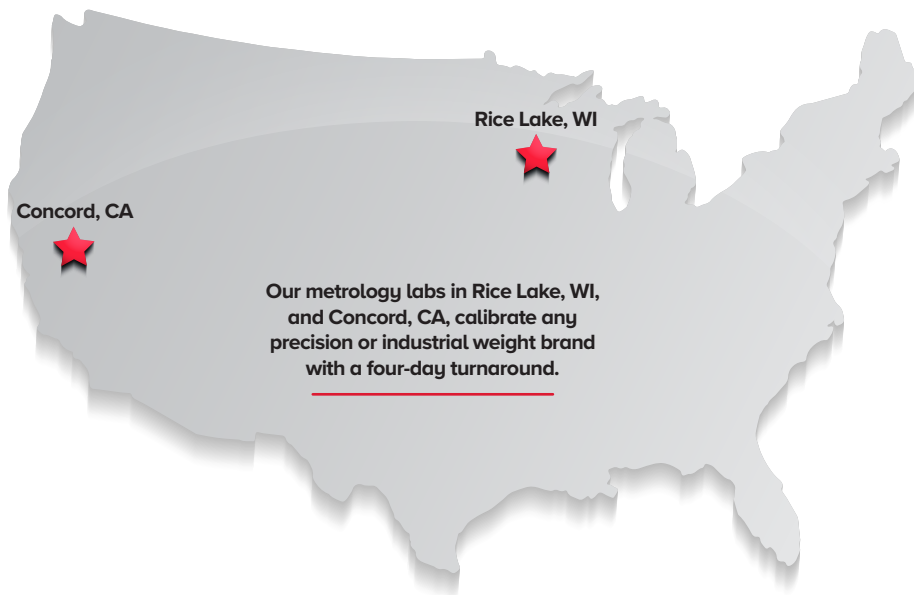 Rice Lake, WI
Concord, CA
Our metrology labs in Rice Lake, WI,
and Concord, CA, calibrate any
precision or industrial weight brand
with a four-day turnaround.